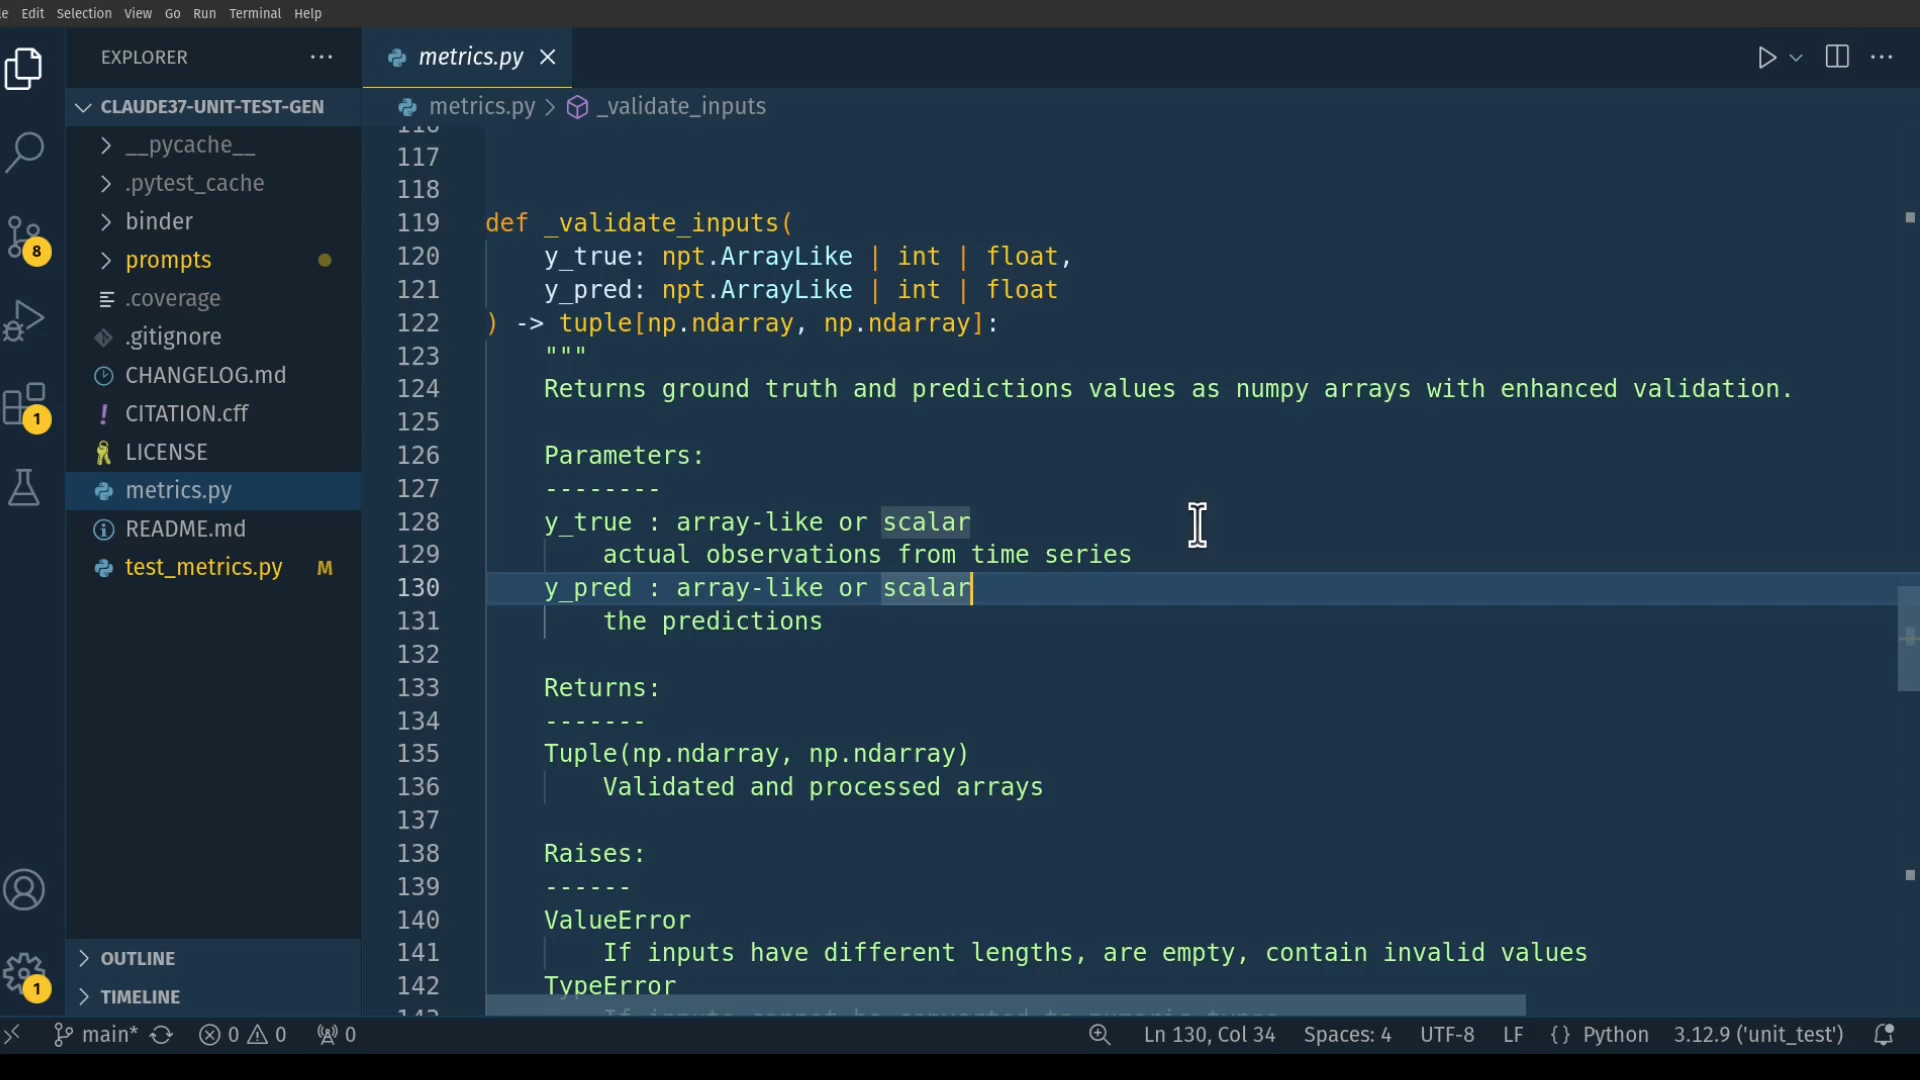 Edit Selection View Go Run Terminal Help
EXPLORER
metrics.py
CLAUDE37-UNIT-TEST-GEN
metrics.py > _validate_inputs
__pycache__
.pytest_cache
binder
prompts
.coverage
.gitignore
CHANGELOG.md
CITATION.cff
LICENSE
metrics.py
README.md
test_metrics.py M
OUTLINE
TIMELINE
8
1
1
116
117
118
119 def _validate_inputs(
120 y_true: npt.ArrayLike | int | float,
121 y_pred: npt.ArrayLike | int | float
122 ) -> tuple[np.ndarray, np.ndarray]:
123 """
124 Returns ground truth and predictions values as numpy arrays with enhanced validation.
125
126 Parameters:
127 --------
128 y_true : array-like or scalar
129 actual observations from time series
130 y_pred : array-like or scalar
131 the predictions
132
133 Returns:
134 -------
135 Tuple(np.ndarray, np.ndarray)
136 Validated and processed arrays
137
138 Raises:
139 ------
140 ValueError
141 If inputs have different lengths, are empty, contain invalid values
142 TypeError
main* 0 0 0 Ln 130, Col 34 Spaces: 4 UTF-8 LF {} Python 3.12.9 ('unit_test')